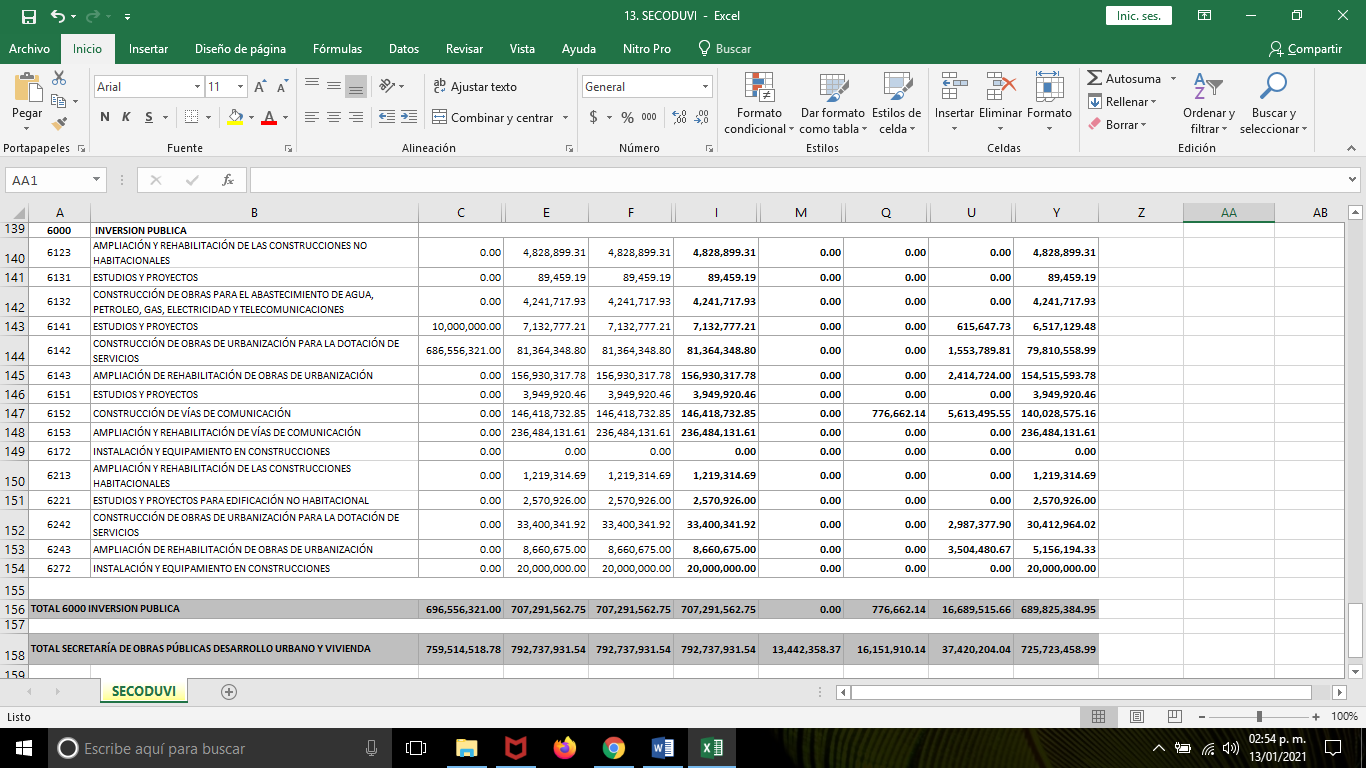 13. SECODUVI - Excel
Inic. ses.
Archivo Inicio Insertar Diseño de página Fórmulas Datos Revisar Vista Ayuda Nitro Pro Buscar Compartir
Arial 11 A A Ajustar texto General Autosuma
Pegar Rellenar
N K S Combinar y centrar $ % 000 Borrar
Formato condicional Dar formato como tabla Estilos de celda Insertar Eliminar Formato Ordenar y filtrar Buscar y seleccionar
Portapapeles Fuente Alineación Número Estilos Celdas Edición
AA1 fx
A B C E F I M Q U Y Z AA AB
139 6000 INVERSION PUBLICA
140 6123 AMPLIACIÓN Y REHABILITACIÓN DE LAS CONSTRUCCIONES NO
HABITACIONALES 0.00 4,828,899.31 4,828,899.31 4,828,899.31 0.00 0.00 0.00 4,828,899.31
141 6131 ESTUDIOS Y PROYECTOS 0.00 89,459.19 89,459.19 89,459.19 0.00 0.00 0.00 89,459.19
142 6132 CONSTRUCCIÓN DE OBRAS PARA EL ABASTECIMIENTO DE AGUA,
PETROLEO, GAS, ELECTRICIDAD Y TELECOMUNICACIONES 0.00 4,241,717.93 4,241,717.93 4,241,717.93 0.00 0.00 0.00 4,241,717.93
143 6141 ESTUDIOS Y PROYECTOS 10,000,000.00 7,132,777.21 7,132,777.21 7,132,777.21 0.00 0.00 615,647.73 6,517,129.48
144 6142 CONSTRUCCIÓN DE OBRAS DE URBANIZACIÓN PARA LA DOTACIÓN DE
SERVICIOS 686,556,321.00 81,364,348.80 81,364,348.80 81,364,348.80 0.00 0.00 1,553,789.81 79,810,558.99
145 6143 AMPLIACIÓN DE REHABILITACIÓN DE OBRAS DE URBANIZACIÓN 0.00 156,930,317.78 156,930,317.78 156,930,317.78 0.00 0.00 2,414,724.00 154,515,593.78
146 6151 ESTUDIOS Y PROYECTOS 0.00 3,949,920.46 3,949,920.46 3,949,920.46 0.00 0.00 0.00 3,949,920.46
147 6152 CONSTRUCCIÓN DE VÍAS DE COMUNICACIÓN 0.00 146,418,732.85 146,418,732.85 146,418,732.85 0.00 776,662.14 5,613,495.55 140,028,575.16
148 6153 AMPLIACIÓN Y REHABILITACIÓN DE VÍAS DE COMUNICACIÓN 0.00 236,484,131.61 236,484,131.61 236,484,131.61 0.00 0.00 0.00 236,484,131.61
149 6172 INSTALACIÓN Y EQUIPAMIENTO EN CONSTRUCCIONES 0.00 0.00 0.00 0.00 0.00 0.00 0.00 0.00
150 6213 AMPLIACIÓN Y REHABILITACIÓN DE LAS CONSTRUCCIONES
HABITACIONALES 0.00 1,219,314.69 1,219,314.69 1,219,314.69 0.00 0.00 0.00 1,219,314.69
151 6221 ESTUDIOS Y PROYECTOS PARA EDIFICACIÓN NO HABITACIONAL 0.00 2,570,926.00 2,570,926.00 2,570,926.00 0.00 0.00 0.00 2,570,926.00
152 6242 CONSTRUCCIÓN DE OBRAS DE URBANIZACIÓN PARA LA DOTACIÓN DE
SERVICIOS 0.00 33,400,341.92 33,400,341.92 33,400,341.92 0.00 0.00 2,987,377.90 30,412,964.02
153 6243 AMPLIACIÓN DE REHABILITACIÓN DE OBRAS DE URBANIZACIÓN 0.00 8,660,675.00 8,660,675.00 8,660,675.00 0.00 0.00 3,504,480.67 5,156,194.33
154 6272 INSTALACIÓN Y EQUIPAMIENTO EN CONSTRUCCIONES 0.00 20,000,000.00 20,000,000.00 20,000,000.00 0.00 0.00 0.00 20,000,000.00
155
156 TOTAL 6000 INVERSION PUBLICA 696,556,321.00 707,291,562.75 707,291,562.75 707,291,562.75 0.00 776,662.14 16,689,515.66 689,825,384.95
157
158 TOTAL SECRETARÍA DE OBRAS PÚBLICAS DESARROLLO URBANO Y VIVIENDA 759,514,518.78 792,737,931.54 792,737,931.54 792,737,931.54 13,442,358.37 16,151,910.14 37,420,204.04 725,723,458.99
159
SECODUVI
Listo 100%
Escribe aquí para buscar
02:54 p. m.
13/01/2021